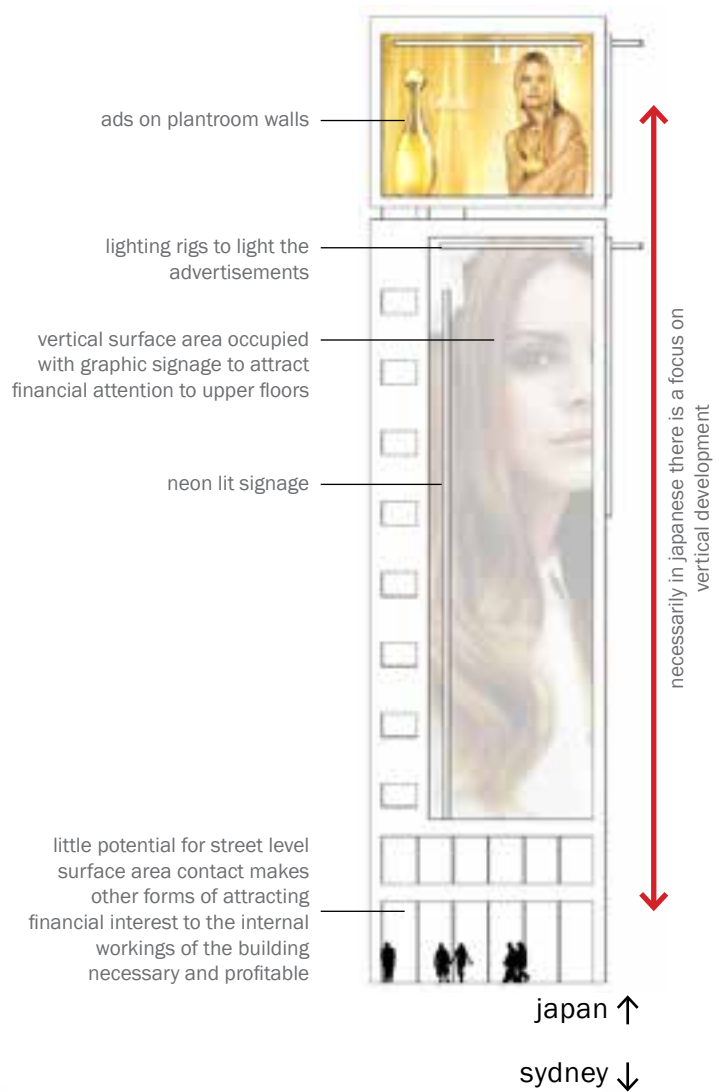 ads on plantroom walls
lighting rigs to light the
advertisements
vertical surface area occupied
with graphic signage to attract
financial attention to upper floors
neon lit signage
necessarily in japanese there is a focus on
vertical development
little potential for street level
surface area contact makes
other forms of attracting
financial interest to the internal
workings of the building
necessary and profitable
japan ↑
sydney ↓